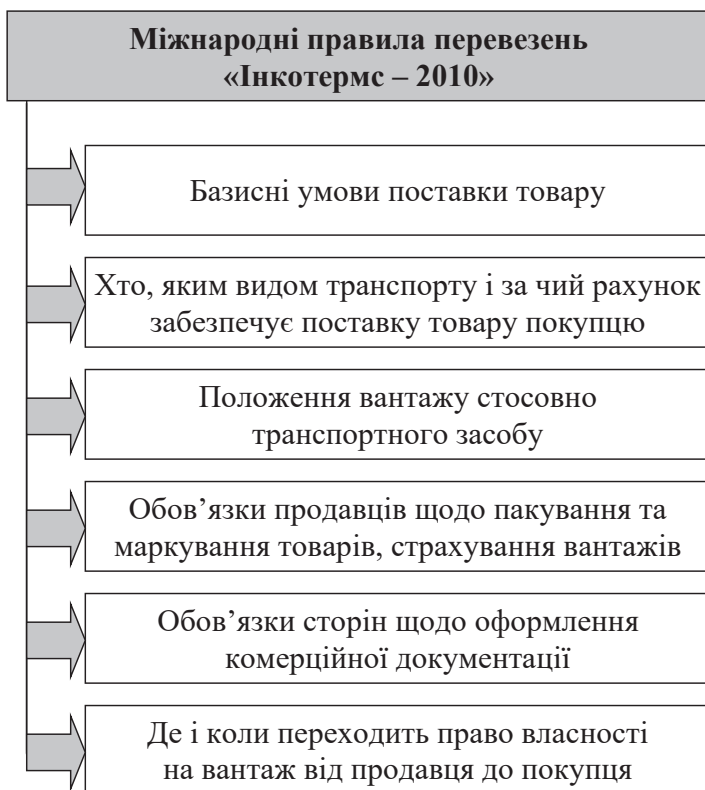 Міжнародні правила перевезень
«Інкотермс – 2010»
Базисні умови поставки товару
Хто, яким видом транспорту і за чий рахунок
забезпечує поставку товару покупцю
Положення вантажу стосовно
транспортного засобу
Обов’язки продавців щодо пакування та
маркування товарів, страхування вантажів
Обов’язки сторін щодо оформлення
комерційної документації
Де і коли переходить право власності
на вантаж від продавця до покупця